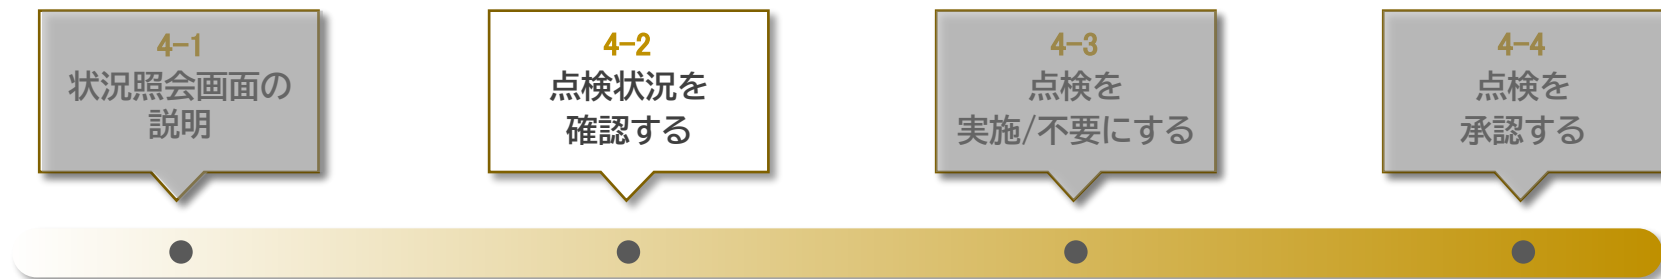 4-1
状況照会画面の
説明
4-2
点検状況を
確認する
4-3
点検を
実施/不要にする
4-4
点検を
承認する